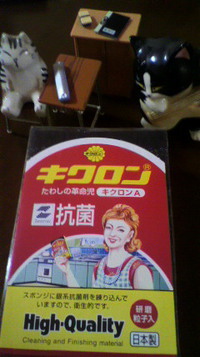 キクロン®
たわしの革命児 キクロンA
抗菌
スポンジに銀系抗菌剤を練り込んで
いますので、衛生的です。
研磨
粒子入
High-Quality
Cleaning and Finishing material
日本製